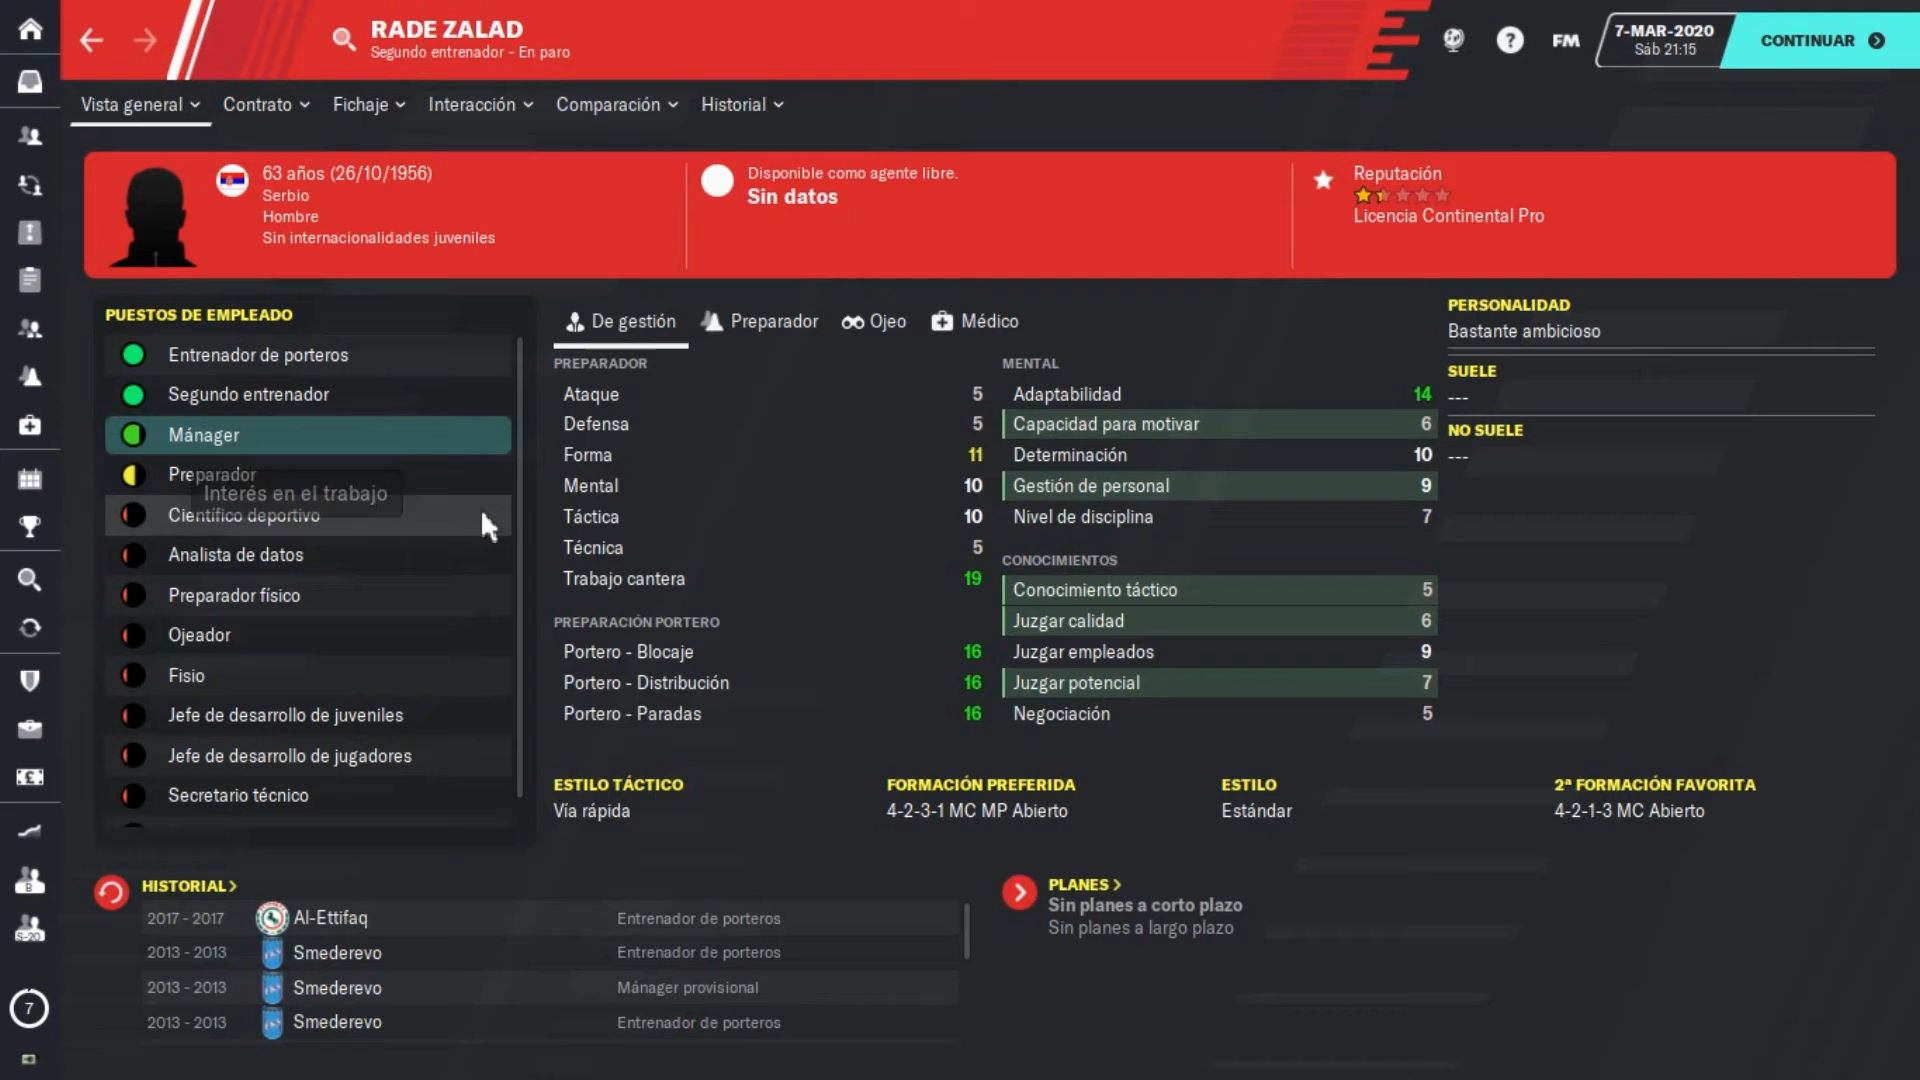 RADE ZALAD
Segundo entrenador - En paro
FM
7-MAR-2020
Sáb 21:15
CONTINUAR
Vista general
Contrato
Fichaje
Interacción
Comparación
Historial
63 años (26/10/1956)
Serbio
Hombre
Sin internacionalidades juveniles
Disponible como agente libre.
Sin datos
Reputación
Licencia Continental Pro
PUESTOS DE EMPLEADO
Entrenador de porteros
Segundo entrenador
Mánager
Preparador
Interés en el trabajo
Científico deportivo
Analista de datos
Preparador físico
Ojeador
Fisio
Jefe de desarrollo de juveniles
Jefe de desarrollo de jugadores
Secretario técnico
De gestión
Preparador
Ojeo
Médico
PREPARADOR
Ataque 5
Defensa 5
Forma 11
Mental 10
Táctica 10
Técnica 5
Trabajo cantera 19
PREPARACIÓN PORTERO
Portero - Blocaje 16
Portero - Distribución 16
Portero - Paradas 16
MENTAL
Adaptabilidad 14
Capacidad para motivar 6
Determinación 10
Gestión de personal 9
Nivel de disciplina 7
CONOCIMIENTOS
Conocimiento táctico 5
Juzgar calidad 6
Juzgar empleados 9
Juzgar potencial 7
Negociación 5
PERSONALIDAD
Bastante ambicioso
SUELE
---
NO SUELE
---
ESTILO TÁCTICO
Vía rápida
FORMACIÓN PREFERIDA
4-2-3-1 MC MP Abierto
ESTILO
Estándar
2ª FORMACIÓN FAVORITA
4-2-1-3 MC Abierto
HISTORIAL >
2017 - 2017 Al-Ettifaq Entrenador de porteros
2013 - 2013 Smederevo Entrenador de porteros
2013 - 2013 Smederevo Mánager provisional
2013 - 2013 Smederevo Entrenador de porteros
PLANES >
Sin planes a corto plazo
Sin planes a largo plazo
B
S-20
7